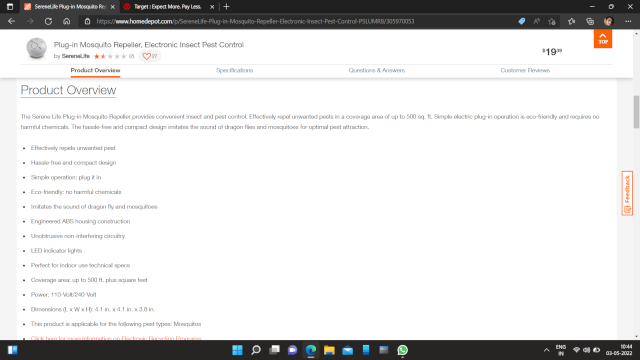 SereneLife Plug-in Mosquito Re
Target : Expect More. Pay Less.
https://www.homedepot.com/p/SereneLife-Plug-in-Mosquito-Repeller-Electronic-Insect-Pest-Control-PSLUMR8/305970053
Plug-in Mosquito Repeller, Electronic Insect Pest Control
by SereneLife
$19
TOP
Product Overview
Specifications
Questions & Answers
Customer Reviews
Product Overview
The Serene Life Plug-in Mosquito Repeller provides convenient insect and pest control. Effectively repel unwanted pests in a coverage area of up to 500 sq. ft. Simple electric plug-in operation is eco-friendly and requires no
harmful chemicals. The hassle-free and compact design imitates the sound of dragon flies and mosquitoes for optimal pest attraction.
• Effectively repels unwanted pest
• Hassle-free and compact design
• Simple operation: plug it in
• Eco-friendly: no harmful chemicals
• Imitates the sound of dragon fly and mosquitoes
• Engineered ABS housing construction
• Unobtrusive non-interfering circuitry
• LED indicator lights
• Perfect for indoor use technical specs
• Coverage area: up to 500 ft. plus square feet
• Power: 110-Volt/240-Volt
• Dimensions (L x W x H): 4.1 in. x 4.1 in. x 3.8 in.
• This product is applicable for the following pest types: Mosquitos
• Click here for more information on Electronic Recycling Programs
Feedback
ENG
IN
10:44
03-05-2022